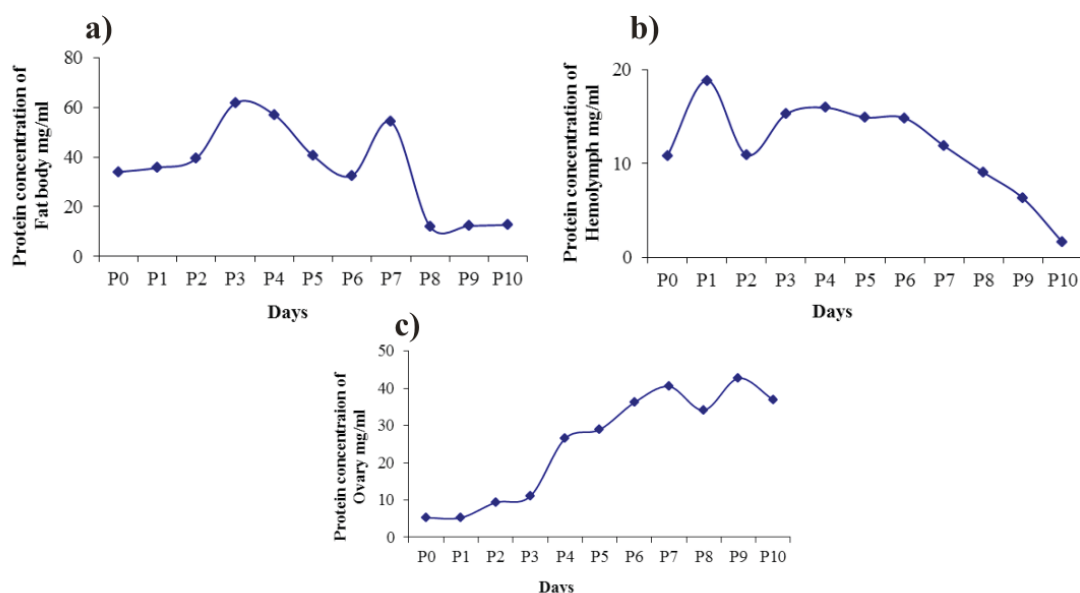 a)
Protein concentration of
Fat body mg/ml
80
60
40
20
0
P0 P1 P2 P3 P4 P5 P6 P7 P8 P9 P10
Days
b)
Protein concentration of
Hemolymph mg/ml
20
10
0
P0 P1 P2 P3 P4 P5 P6 P7 P8 P9 P10
Days
c)
Protein concentraion of
Ovary mg/ml
50
40
30
20
10
0
P0 P1 P2 P3 P4 P5 P6 P7 P8 P9 P10
Days